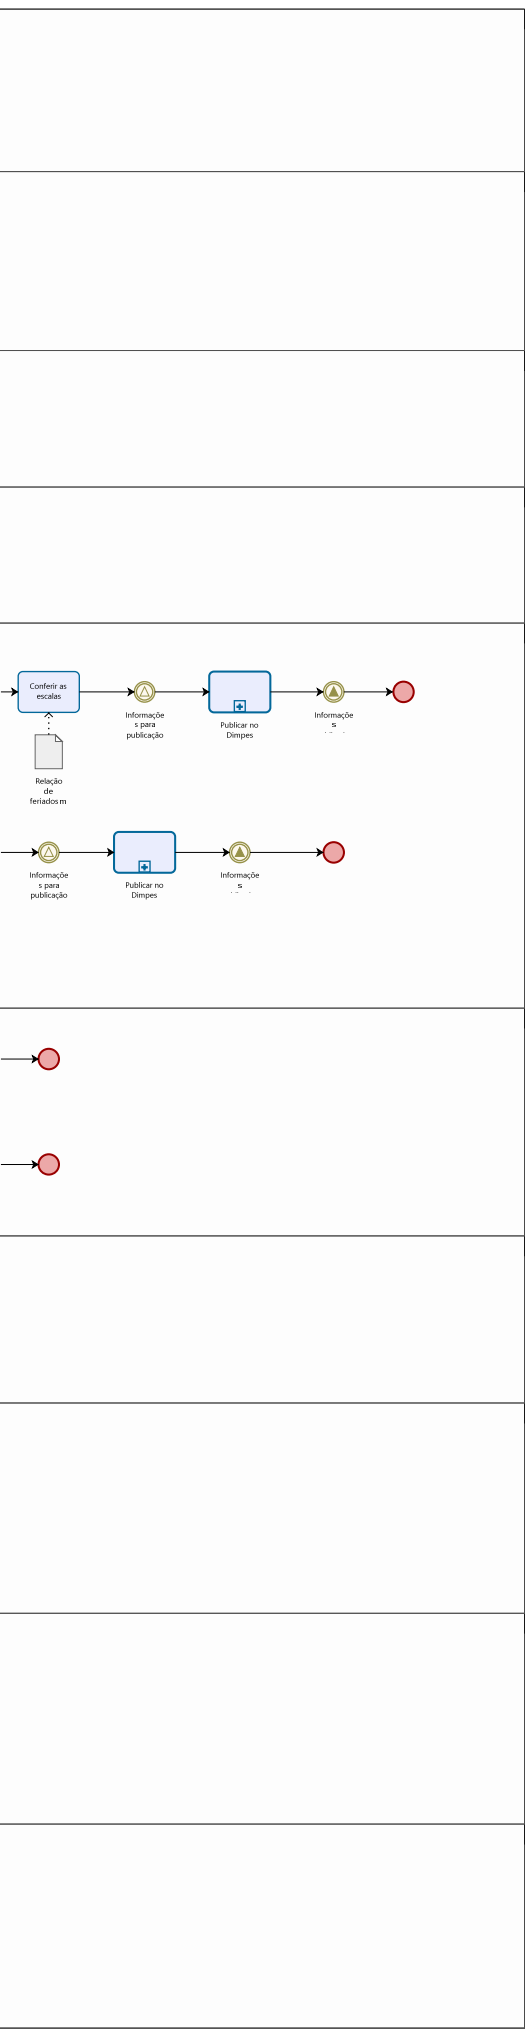 Conferir as
escalas
Informaçõe
s para
publicação
Publicar no
Dimpes
Informaçõe
s
Relação
de
feriados m
Informaçõe
s para
publicação
Publicar no
Dimpes
Informaçõe
s